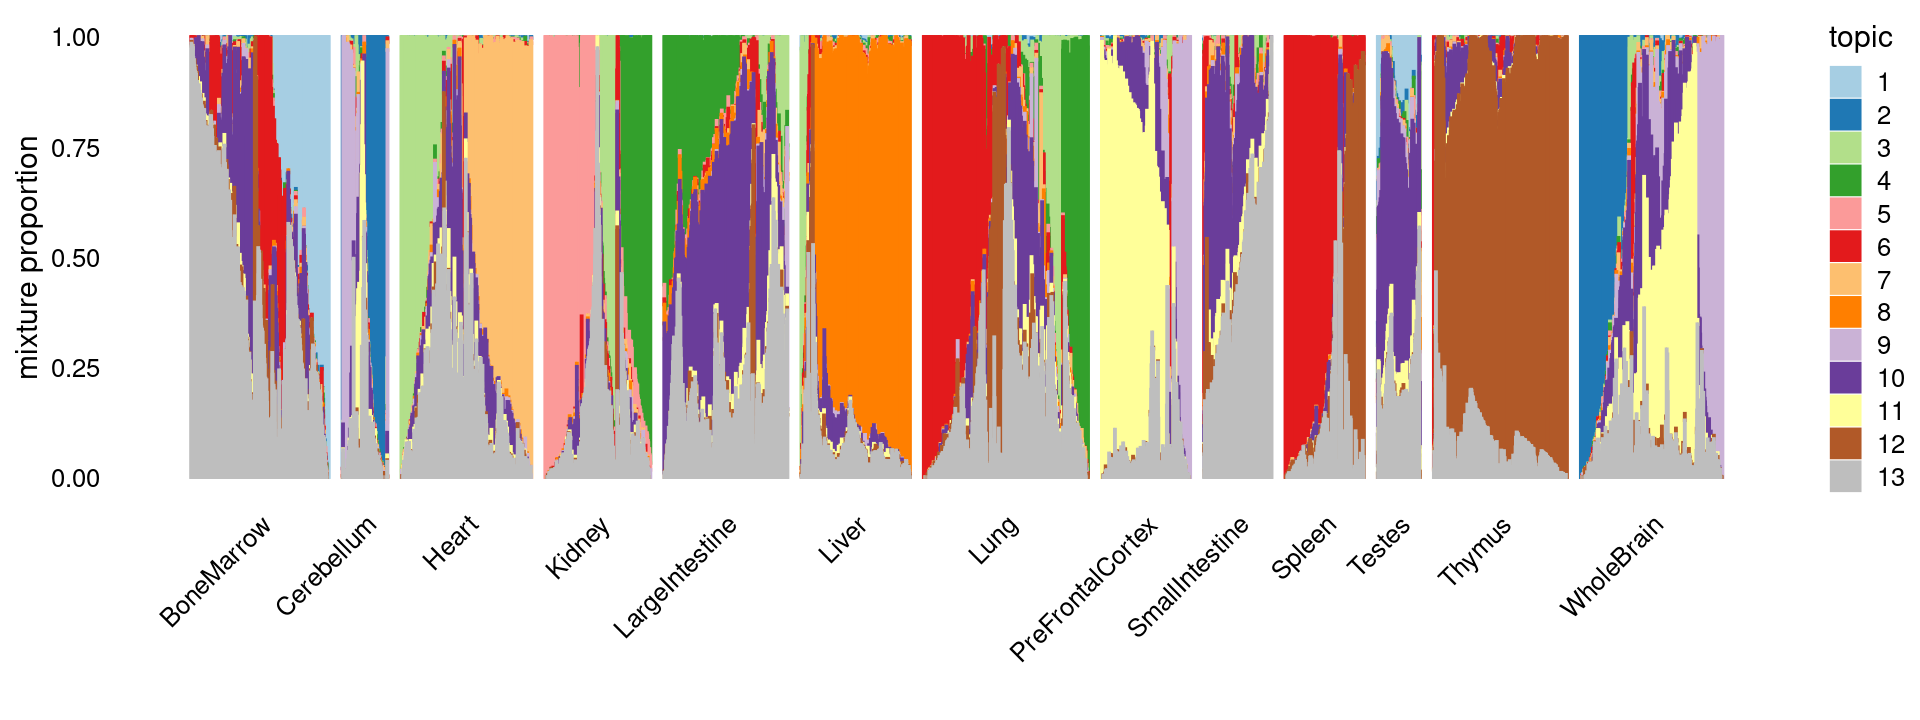 mixture proportion
1.00
0.75
0.50
0.25
0.00
BoneMarrow
Cerebellum
Heart
Kidney
LargeIntestine
Liver
Lung
PreFrontalCortex
SmallIntestine
Spleen
Testes
Thymus
WholeBrain
topic
1
2
3
4
5
6
7
8
9
10
11
12
13